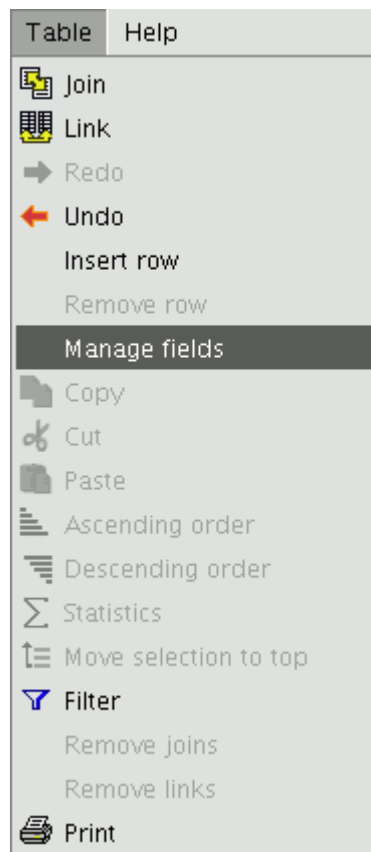 Table Help
Join
Link
Redo
Undo
Insert row
Remove row
Manage fields
Copy
Cut
Paste
Ascending order
Descending order
Statistics
Move selection to top
Filter
Remove joins
Remove links
Print